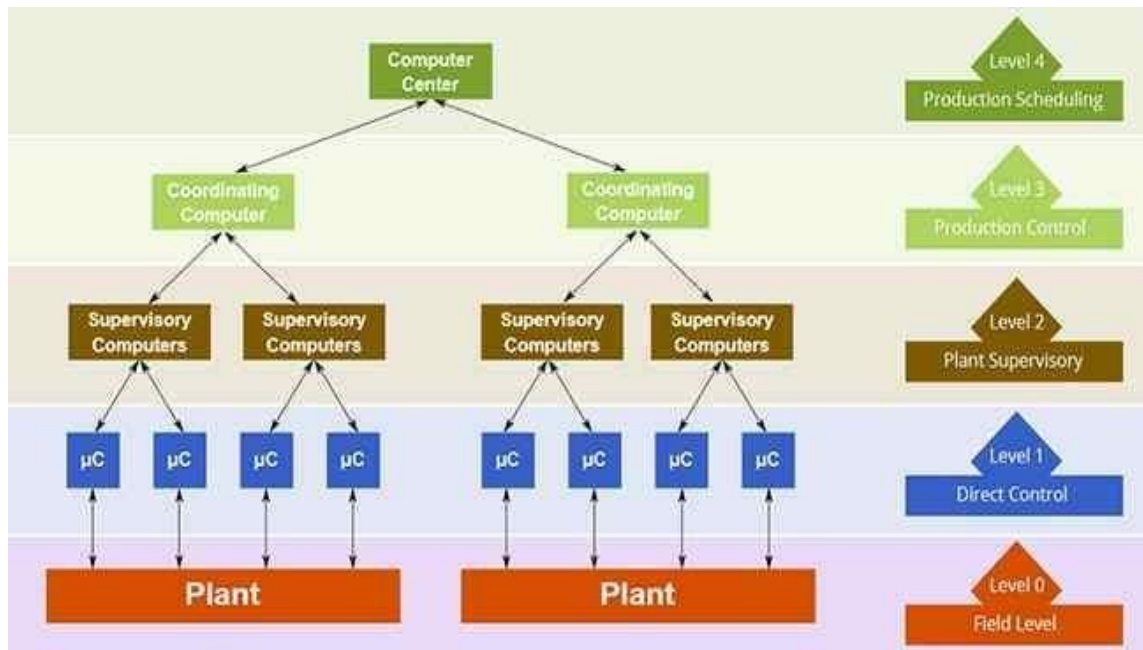 Computer
Center
Level 4
Production Scheduling
Coordinating
Computer
Coordinating
Computer
Level 3
Production Control
Supervisory
Computers
Supervisory
Computers
Supervisory
Computers
Supervisory
Computers
Level 2
Plant Supervisory
µC
µC
µC
µC
µC
µC
µC
µC
Level 1
Direct Control
Plant
Plant
Level 0
Field Level